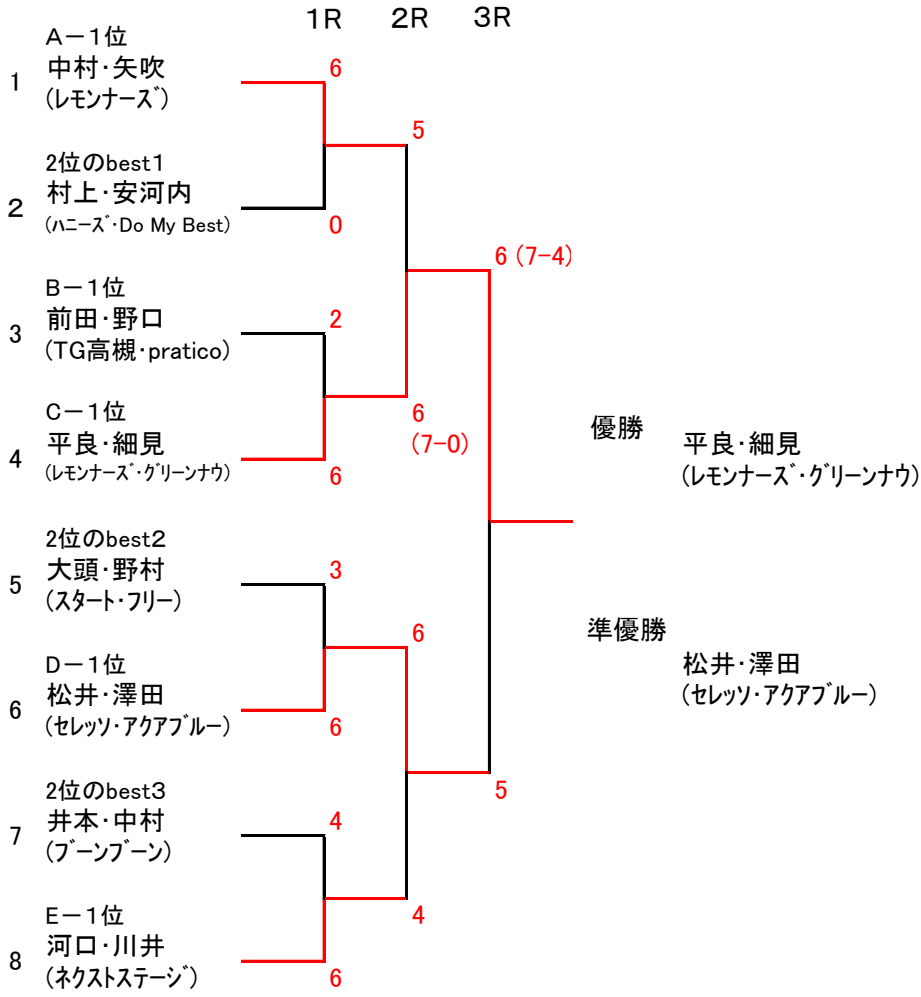 1R 2R 3R
A－1位
1 中村・矢吹 6
(レモンナーズ)
5
2位のbest1
2 村上・安河内
(ハニーズ・Do My Best) 0
6 (7-4)
B－1位
3 前田・野口 2
(TG高槻・pratico)
C－1位 6
4 平良・細見 (7-0)
(レモンナーズ・グリーンナウ) 6
優勝 平良・細見
(レモンナーズ・グリーンナウ)
2位のbest2
5 大頭・野村 3
(スタート・フリー)
6
準優勝
D－1位 松井・澤田
6 松井・澤田 (セレッソ・アクアブルー)
(セレッソ・アクアブルー) 6
2位のbest3 5
7 井本・中村 4
(ブーンブーン)
E－1位 4
8 河口・川井
(ネクストステージ) 6